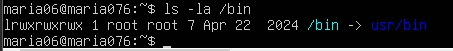 maria06@maria076:~$ ls -la /bin
lrwxrwxrwx 1 root root 7 Apr 22  2024 /bin -> usr/bin
maria06@maria076:~$